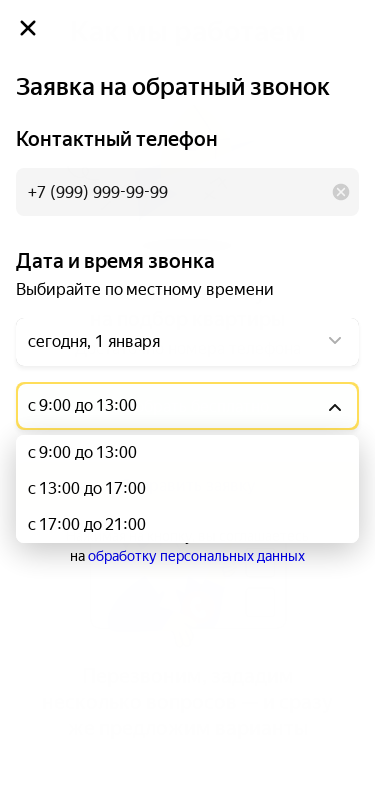 Заявка на обратный звонок
Контактный телефон
+7 (999) 999-99-99
Дата и время звонка
Выбирайте по местному времени
сегодня, 1 января
с 9:00 до 13:00
с 9:00 до 13:00
с 13:00 до 17:00
с 17:00 до 21:00
на обработку персональных данных